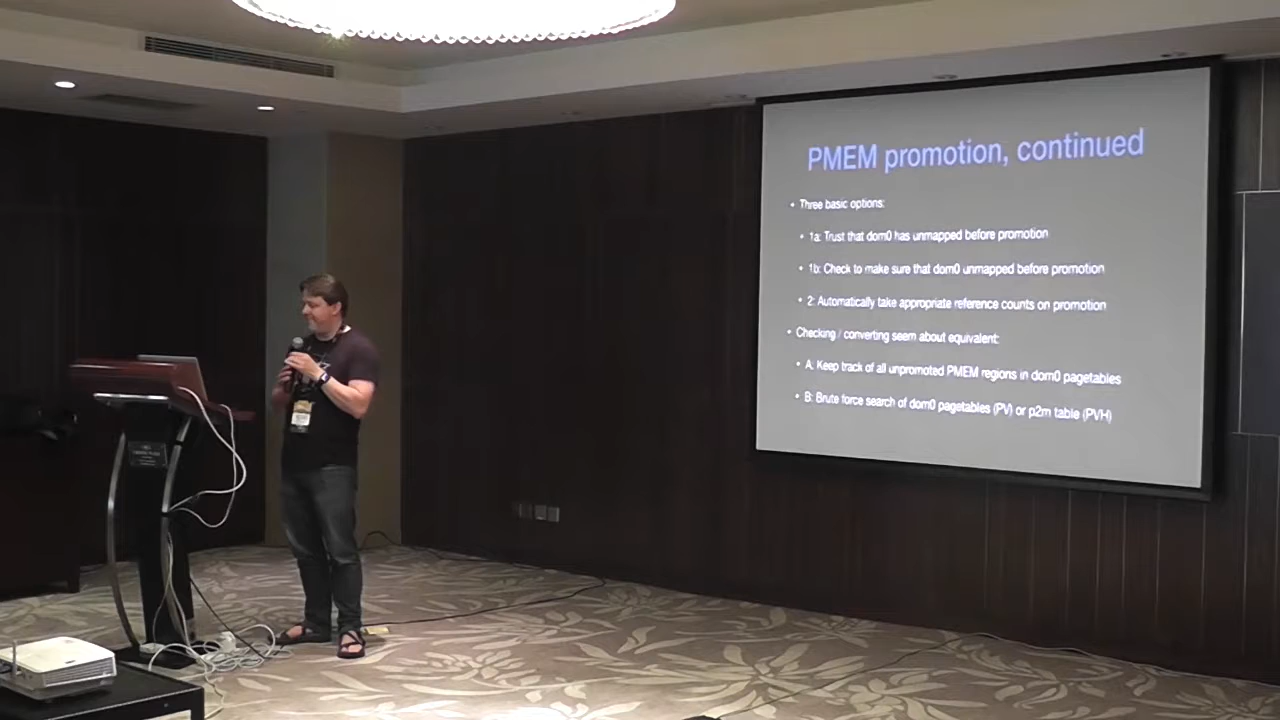 PMEM promotion, continued
• Three basic options:
• 1a: Trust that dom0 has unmapped before promotion
• 1b: Check to make sure that dom0 unmapped before promotion
• 2: Automatically take appropriate reference counts on promotion
• Checking / converting seem about equivalent:
• A: Keep track of all unpromoted PMEM regions in dom0 pagetables
• B: Brute force search of dom0 pagetables (PV) or p2m table (PVH)